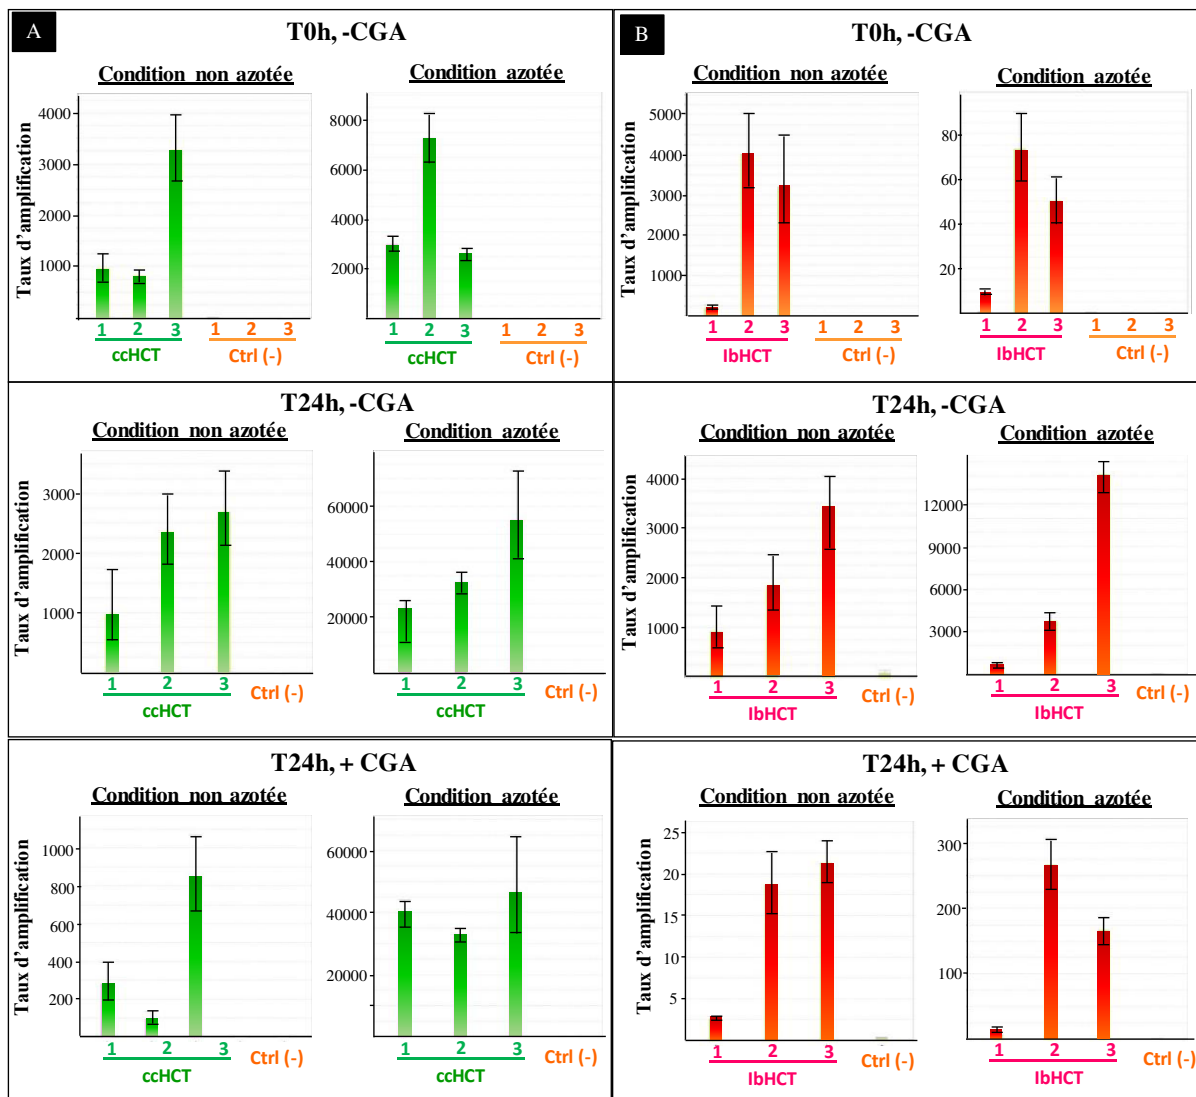 A
T0h, -CGA
Condition non azotée
Condition azotée
Taux d'amplification
4000
3000
2000
1000
1 2 3
ccHCT
1 2 3
Ctrl (-)
8000
6000
4000
2000
1 2 3
ccHCT
1 2 3
Ctrl (-)
B
T0h, -CGA
Condition non azotée
Condition azotée
Taux d'amplification
5000
4000
3000
2000
1000
1 2 3
IbHCT
1 2 3
Ctrl (-)
80
60
40
20
1 2 3
IbHCT
1 2 3
Ctrl (-)
T24h, -CGA
Condition non azotée
Condition azotée
Taux d'amplification
3000
2000
1000
1 2 3
ccHCT
Ctrl (-)
60000
40000
20000
1 2 3
ccHCT
Ctrl (-)
T24h, -CGA
Condition non azotée
Condition azotée
Taux d'amplification
4000
3000
2000
1000
1 2 3
IbHCT
Ctrl (-)
12000
9000
6000
3000
1 2 3
IbHCT
Ctrl (-)
T24h, + CGA
Condition non azotée
Condition azotée
Taux d'amplification
1000
800
600
400
200
1 2 3
ccHCT
Ctrl (-)
60000
40000
20000
1 2 3
ccHCT
Ctrl (-)
T24h, + CGA
Condition non azotée
Condition azotée
Taux d'amplification
25
20
15
10
5
1 2 3
IbHCT
Ctrl (-)
300
200
100
1 2 3
IbHCT
Ctrl (-)